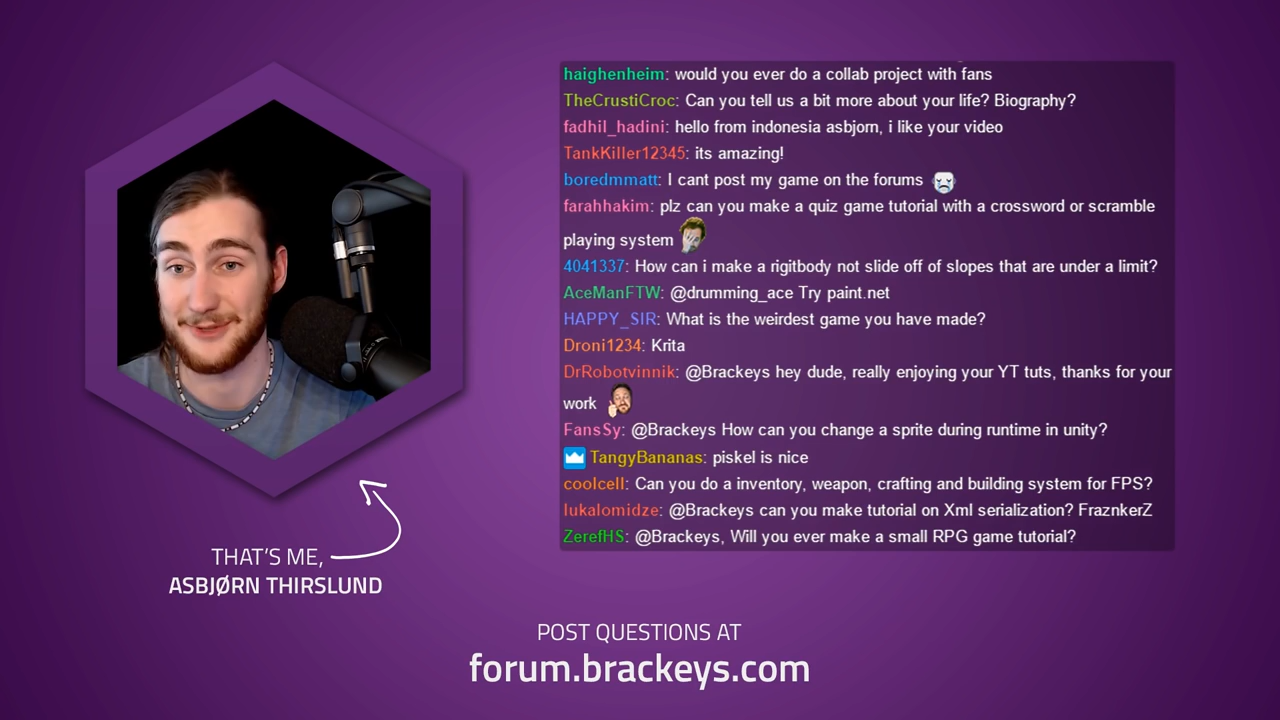 haighenheim: would you ever do a collab project with fans
TheCrustiCroc: Can you tell us a bit more about your life? Biography?
fadhil_hadini: hello from indonesia asbjorn, i like your video
TankKiller12345: its amazing!
boredmmatt: I cant post my game on the forums
farahhakim: plz can you make a quiz game tutorial with a crossword or scramble
playing system
4041337: How can i make a rigitbody not slide off of slopes that are under a limit?
AceManFTW: @drumming_ace Try paint.net
HAPPY_SIR: What is the weirdest game you have made?
Droni1234: Krita
DrRobotvinnik: @Brackeys hey dude, really enjoying your YT tuts, thanks for your
work
FansSy: @Brackeys How can you change a sprite during runtime in unity?
TangyBananas: piskel is nice
coolcell: Can you do a inventory, weapon, crafting and building system for FPS?
lukalomidze: @Brackeys can you make tutorial on Xml serialization? FraznkerZ
ZerefHS: @Brackeys, Will you ever make a small RPG game tutorial?
THAT'S ME,
ASBJØRN THIRSLUND
POST QUESTIONS AT
forum.brackeys.com